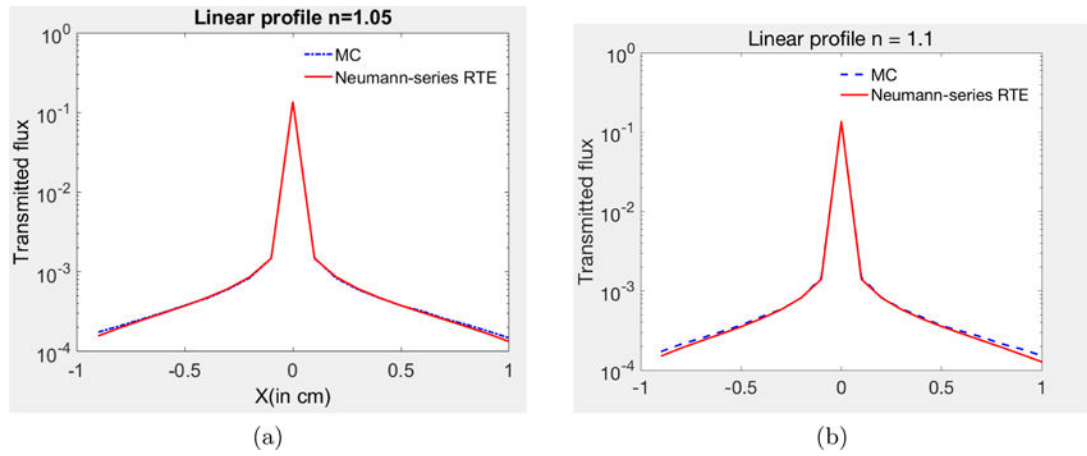 Linear profile n=1.05
MC
Neumann-series RTE
Transmitted flux
10^0
10^-1
10^-2
10^-3
10^-4
-1
-0.5
0
0.5
1
X(in cm)
(a)
Linear profile n = 1.1
MC
Neumann-series RTE
Transmitted flux
10^0
10^-1
10^-2
10^-3
10^-4
-1
-0.5
0
0.5
1
(b)